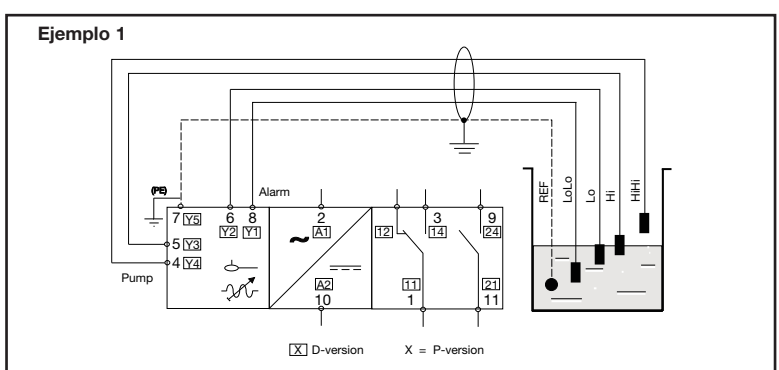 Ejemplo 1
REF
LoLo
Lo
Hi
HiHi
(PE)
Alarm
7 Y5
6 8
2
3
9
Y2 Y1
~ A1
12
14
24
5 Y3
4 Y4
Pump
A2
11
21
10
1
11
X D-version X = P-version